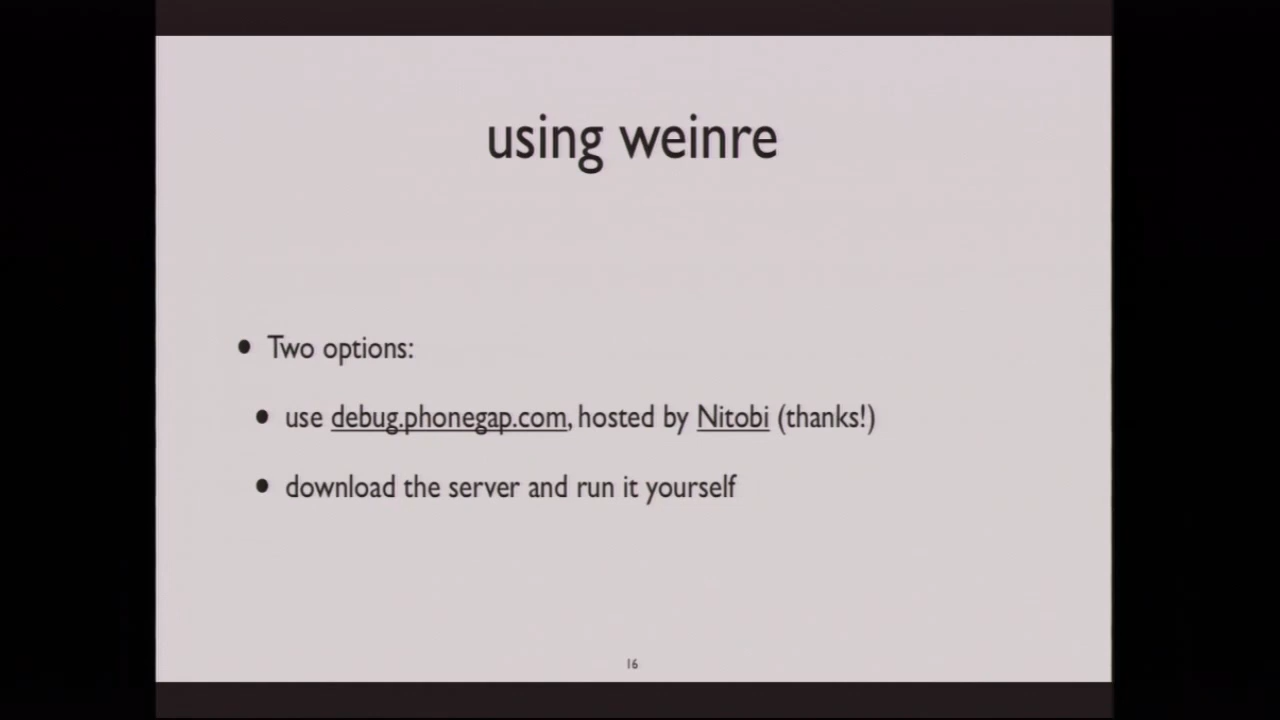 using weinre
• Two options:
• use debug.phonegap.com, hosted by Nitobi (thanks!)
• download the server and run it yourself
16